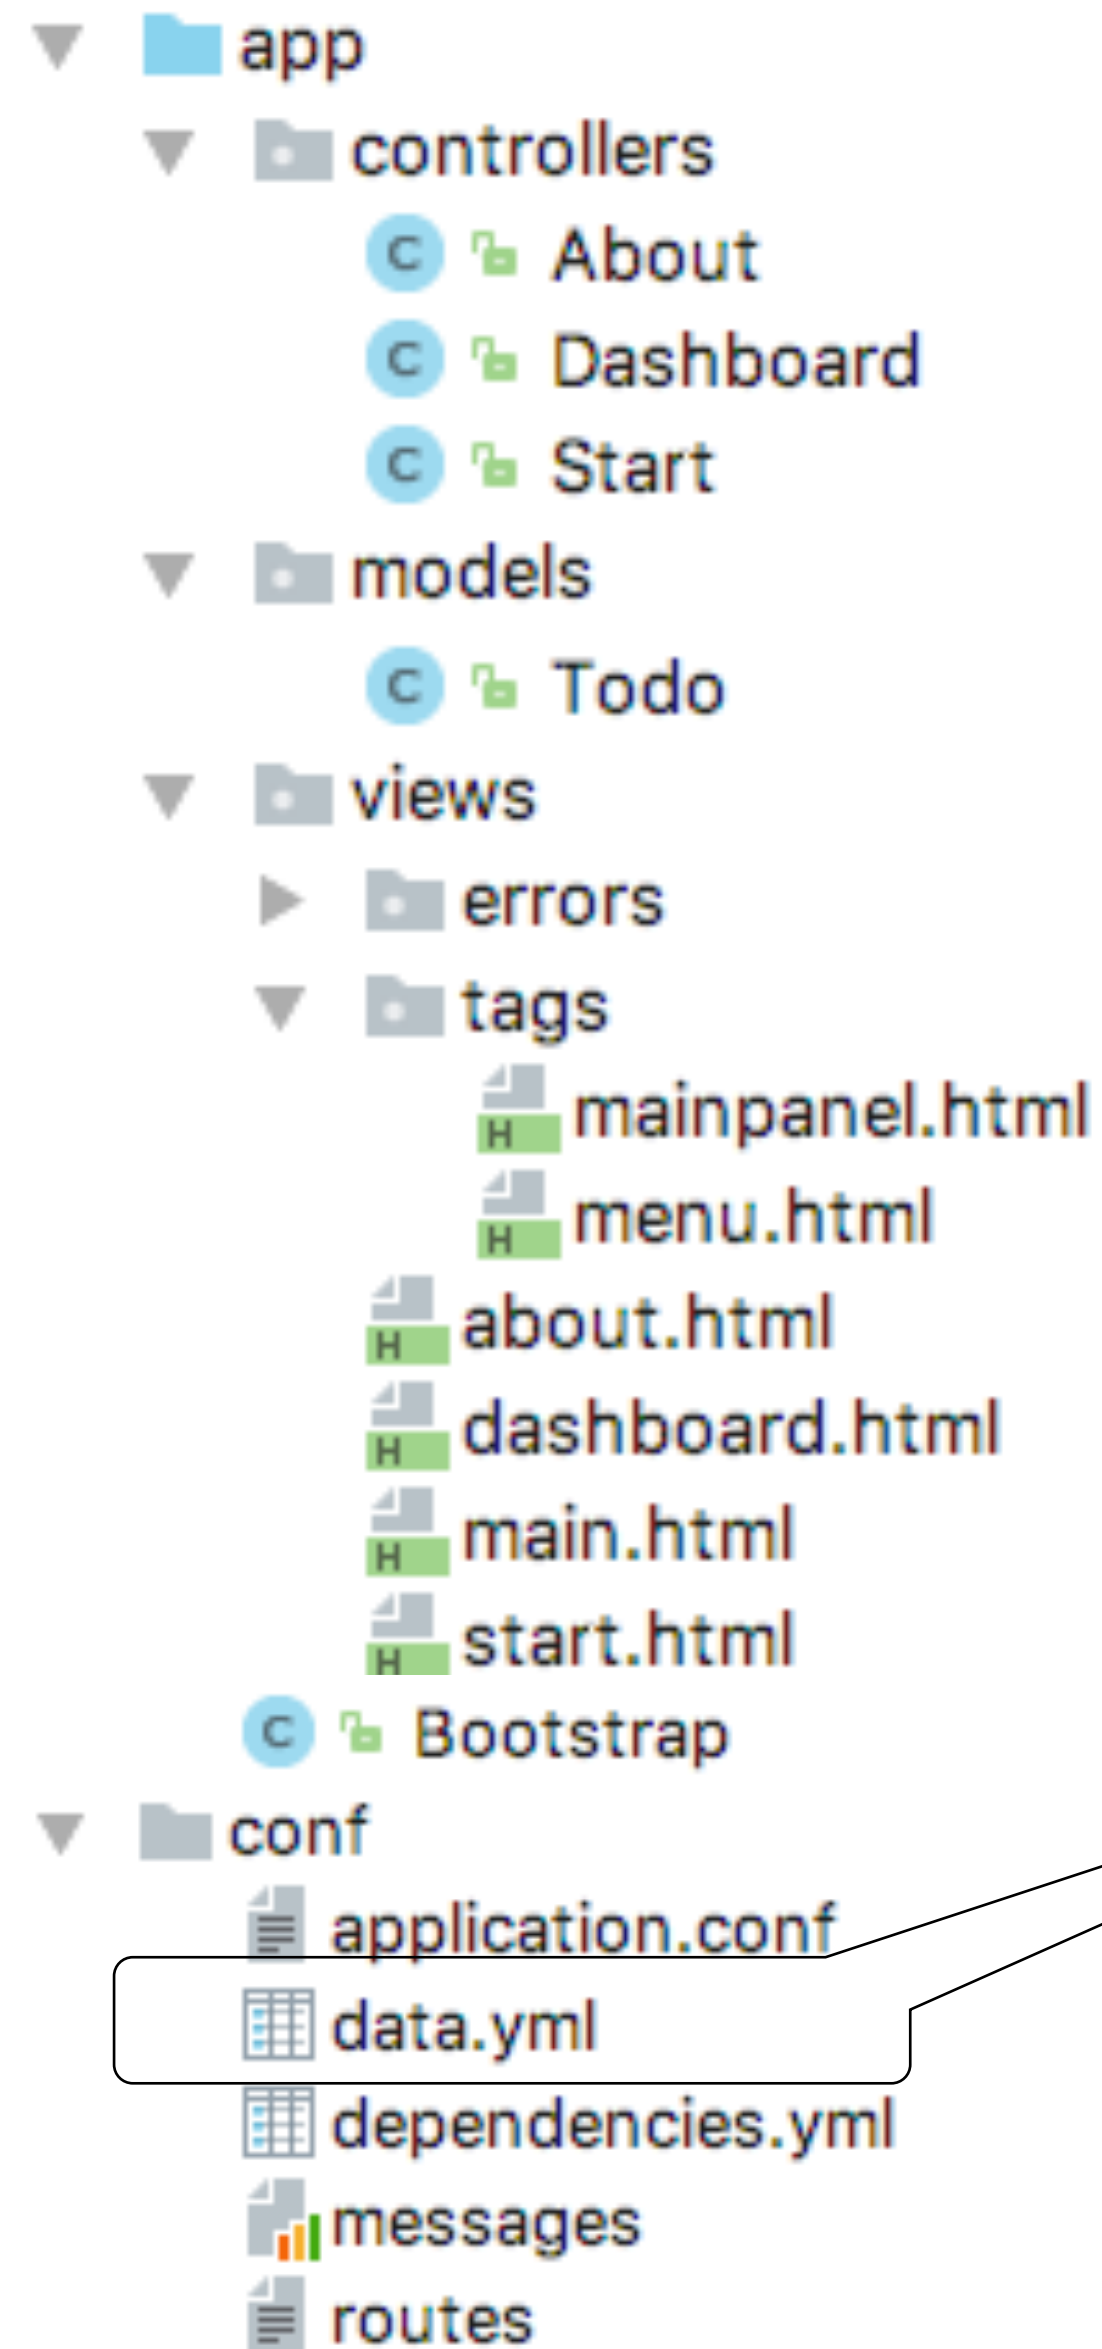 app
controllers
C About
C Dashboard
C Start
models
C Todo
views
errors
tags
H mainpanel.html
H menu.html
H about.html
H dashboard.html
H main.html
H start.html
C Bootstrap
conf
application.conf
data.yml
dependencies.yml
messages
routes